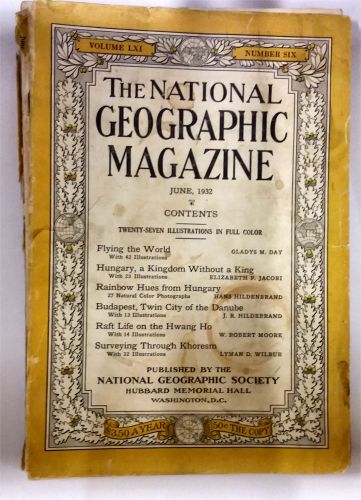 VOLUME LXI NUMBER SIX
THE NATIONAL
GEOGRAPHIC
MAGAZINE
JUNE, 1932
CONTENTS
TWENTY-SEVEN ILLUSTRATIONS IN FULL COLOR
Flying the World
With 42 Illustrations GLADYS M. DAY
Hungary, a Kingdom Without a King
With 23 Illustrations ELIZABETH P. JACOBI
Rainbow Hues from Hungary
27 Natural Color Photographs HANS HILDENBRAND
Budapest, Twin City of the Danube
With 13 Illustrations J. R. HILDEBRAND
Raft Life on the Hwang Ho
With 14 Illustrations W. ROBERT MOORE
Surveying Through Khoresm
With 32 Illustrations LYMAN D. WILBUR
PUBLISHED BY THE
NATIONAL GEOGRAPHIC SOCIETY
HUBBARD MEMORIAL HALL
WASHINGTON, D.C.
$3.50 A YEAR 50¢ THE COPY